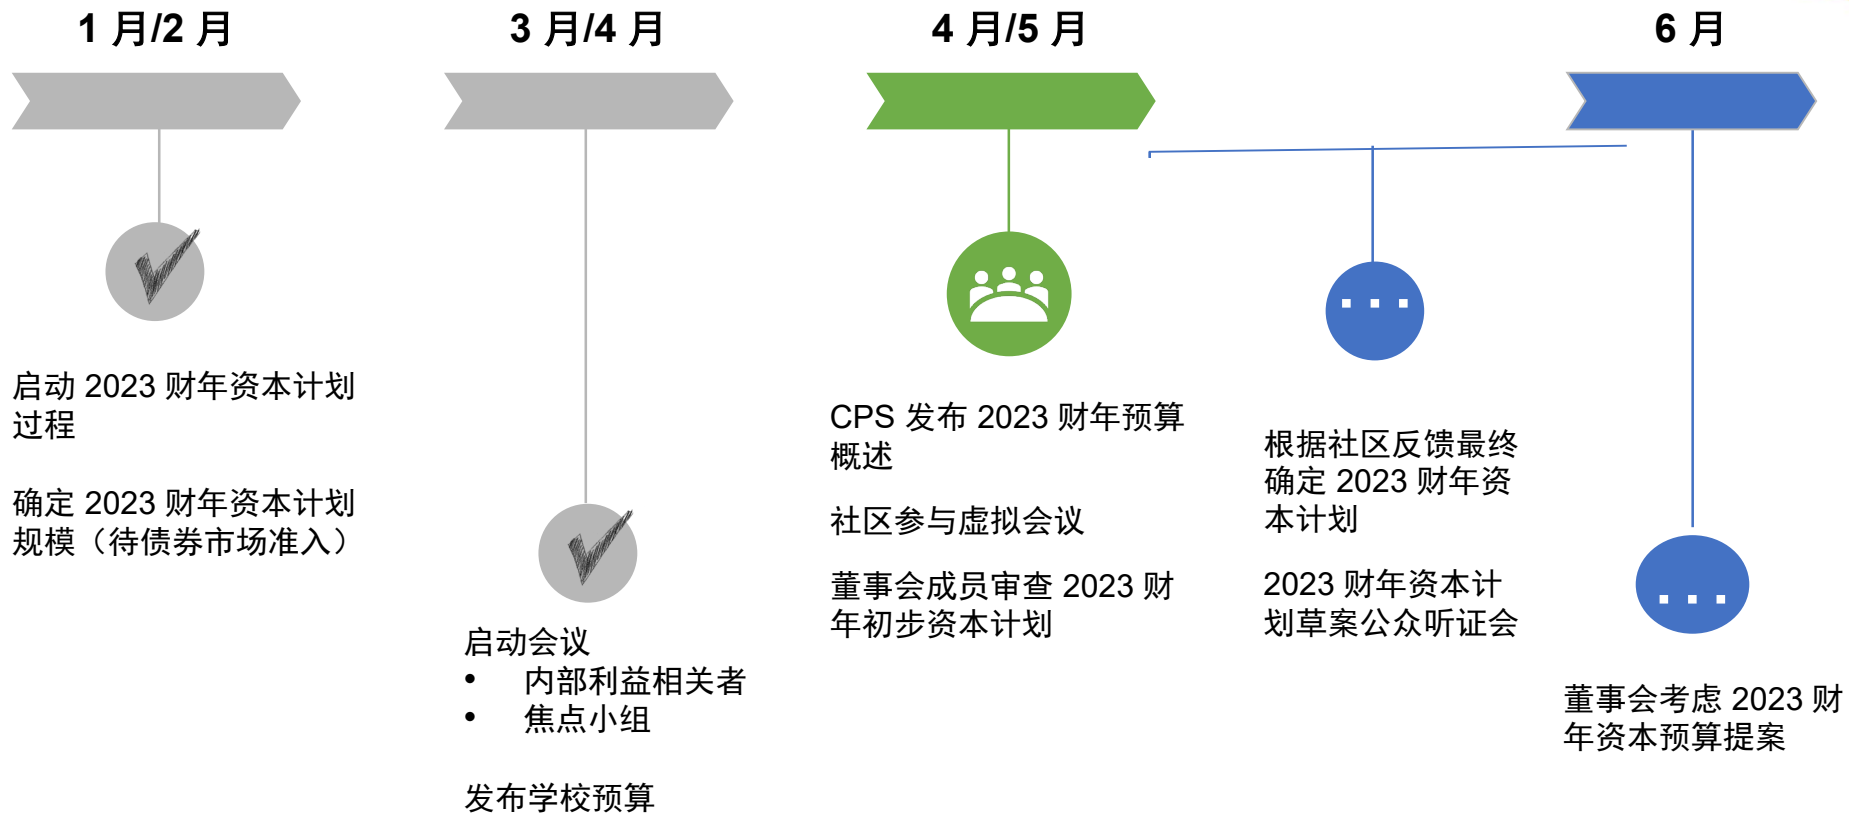 1 月/2 月
3 月/4 月
4 月/5 月
6 月
启动 2023 财年资本计划
过程
确定 2023 财年资本计划
规模（待债券市场准入）
启动会议
• 内部利益相关者
• 焦点小组
发布学校预算
CPS 发布 2023 财年预算
概述
社区参与虚拟会议
董事会成员审查 2023 财
年初步资本计划
根据社区反馈最终
确定 2023 财年资
本计划
2023 财年资本计
划草案公众听证会
董事会考虑 2023 财
年资本预算提案